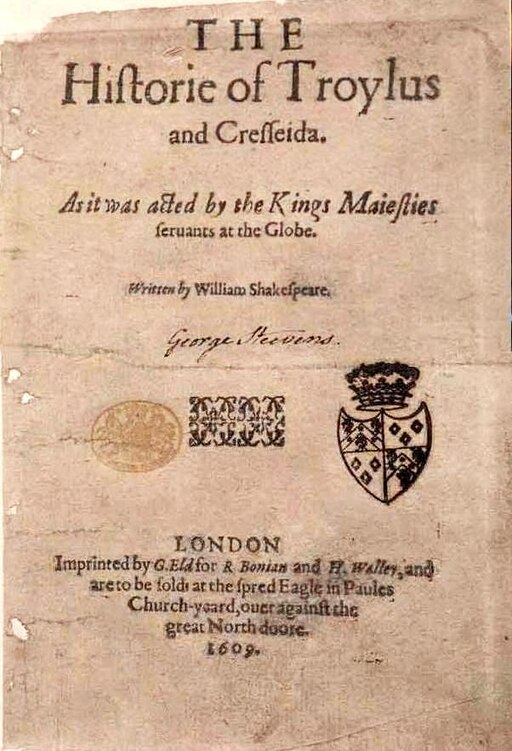 THE
Hiſtorie of Troylus
and Creſſeida.
As it was acted by the Kings Maieſties
ſeruants at the Globe.
Written by William Shakeſpeare.
George Steevens.
LONDON
Imprinted by G. Eld for R Bonian and H. Walley, and
are to be ſold at the ſpred Eagle in Paules
Church-yeard, ouer againſt the
great North doore.
1609.